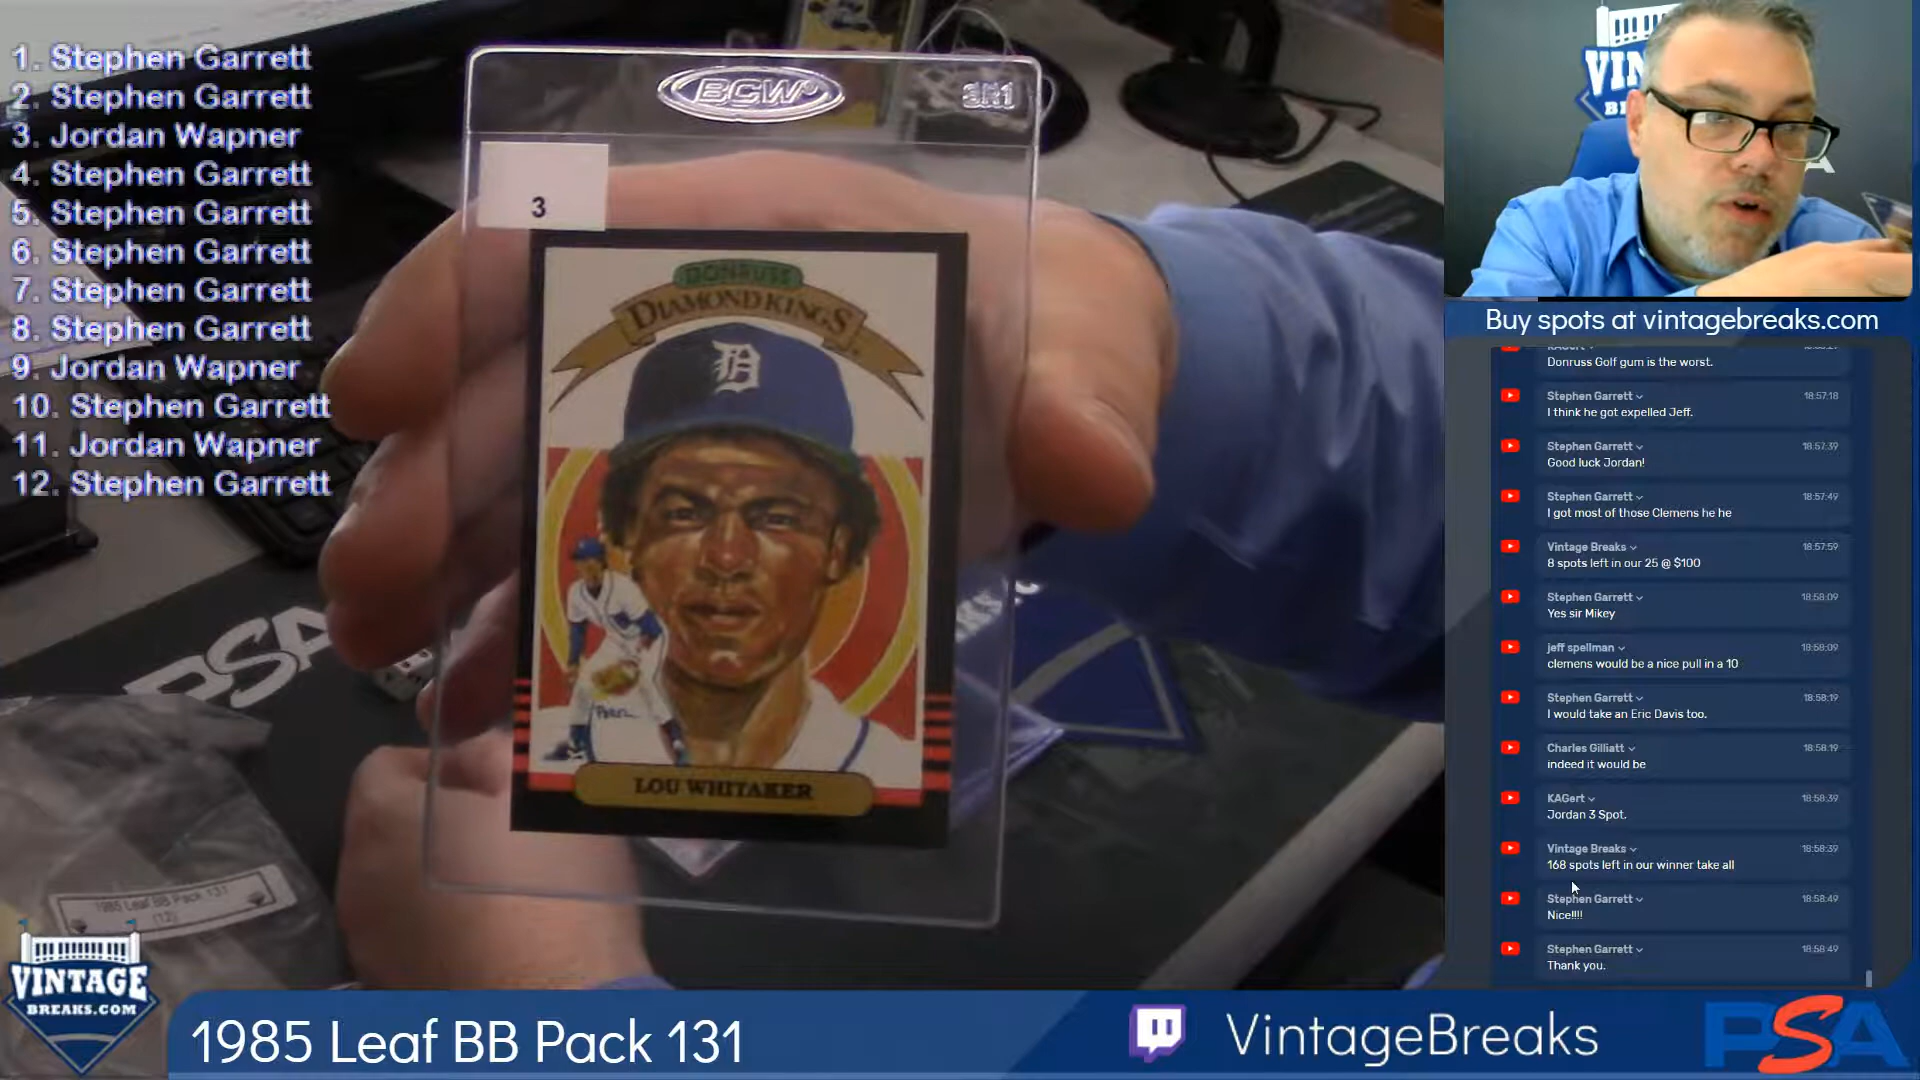 1. Stephen Garrett
2. Stephen Garrett
3. Jordan Wapner
4. Stephen Garrett
5. Stephen Garrett
6. Stephen Garrett
7. Stephen Garrett
8. Stephen Garrett
9. Jordan Wapner
10. Stephen Garrett
11. Jordan Wapner
12. Stephen Garrett
BCW
3
DONRUSS
DIAMOND KINGS
D
LOU WHITAKER
PSA
1985 Leaf BB Pack 131
(12)
VINTAGE
BREAKS.COM
1985 Leaf BB Pack 131
VintageBreaks
PSA
Buy spots at vintagebreaks.com
Donruss Golf gum is the worst.
Stephen Garrett 18:57:18
I think he got expelled Jeff.
Stephen Garrett 18:57:39
Good luck Jordan!
Stephen Garrett 18:57:49
I got most of those Clemens he he
Vintage Breaks 18:57:59
8 spots left in our 25 @ $100
Stephen Garrett 18:58:09
Yes sir Mikey
jeff spellman 18:58:09
clemens would be a nice pull in a 10
Stephen Garrett 18:58:19
I would take an Eric Davis too.
Charles Gilliatt 18:58:19
indeed it would be
KAGert 18:58:39
Jordan 3 Spot.
Vintage Breaks 18:58:39
168 spots left in our winner take all
Stephen Garrett 18:58:49
Nice!!!!
Stephen Garrett 18:58:49
Thank you.